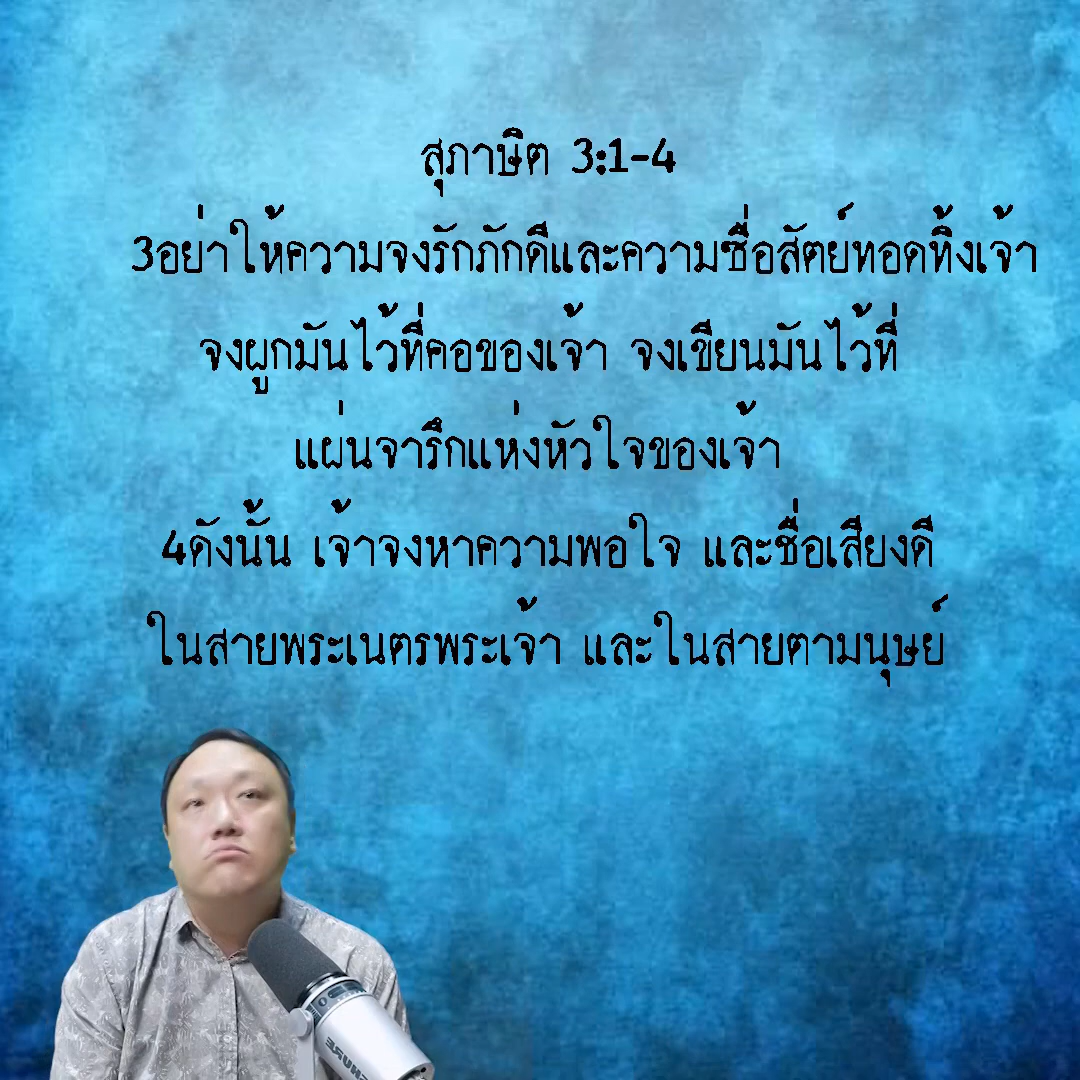 สุภาษิต 3:1-4
3อย่าให้ความจงรักภักดีและความซื่อสัตย์ทอดทิ้งเจ้า
จงผูกมันไว้ที่คอของเจ้า จงเขียนมันไว้ที่
แผ่นจารึกแห่งหัวใจของเจ้า
4ดังนั้น เจ้าจงหาความพอใจ และชื่อเสียงดี
ในสายพระเนตรพระเจ้า และในสายตามนุษย์
SHURE